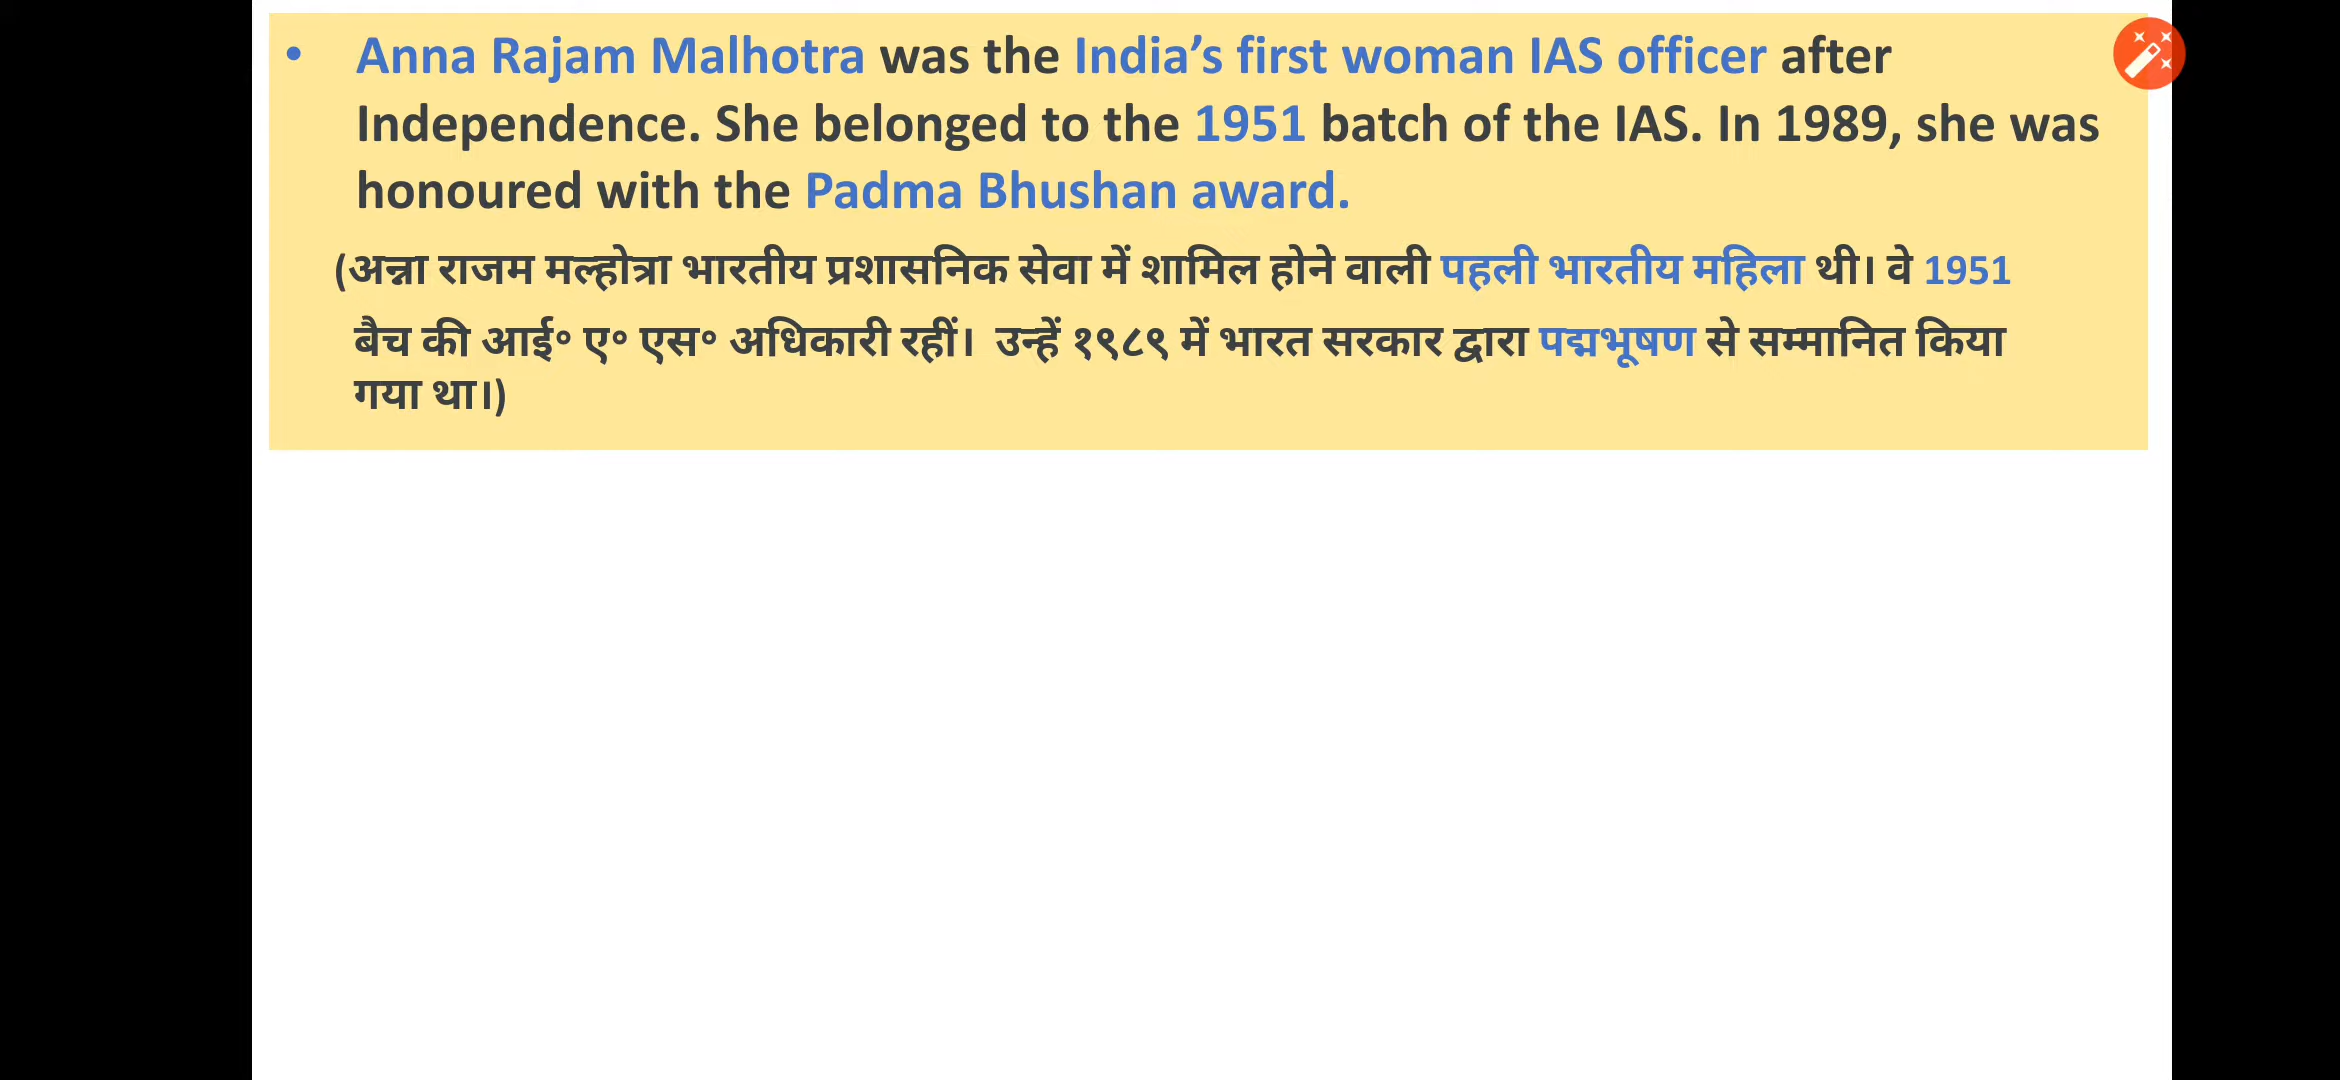 • Anna Rajam Malhotra was the India’s first woman IAS officer after
Independence. She belonged to the 1951 batch of the IAS. In 1989, she was
honoured with the Padma Bhushan award.
(अन्ना राजम मल्होत्रा भारतीय प्रशासनिक सेवा में शामिल होने वाली पहली भारतीय महिला थी। वे 1951
बैच की आई॰ ए॰ एस॰ अधिकारी रहीं। उन्हें १९८९ में भारत सरकार द्वारा पद्मभूषण से सम्मानित किया
गया था।)